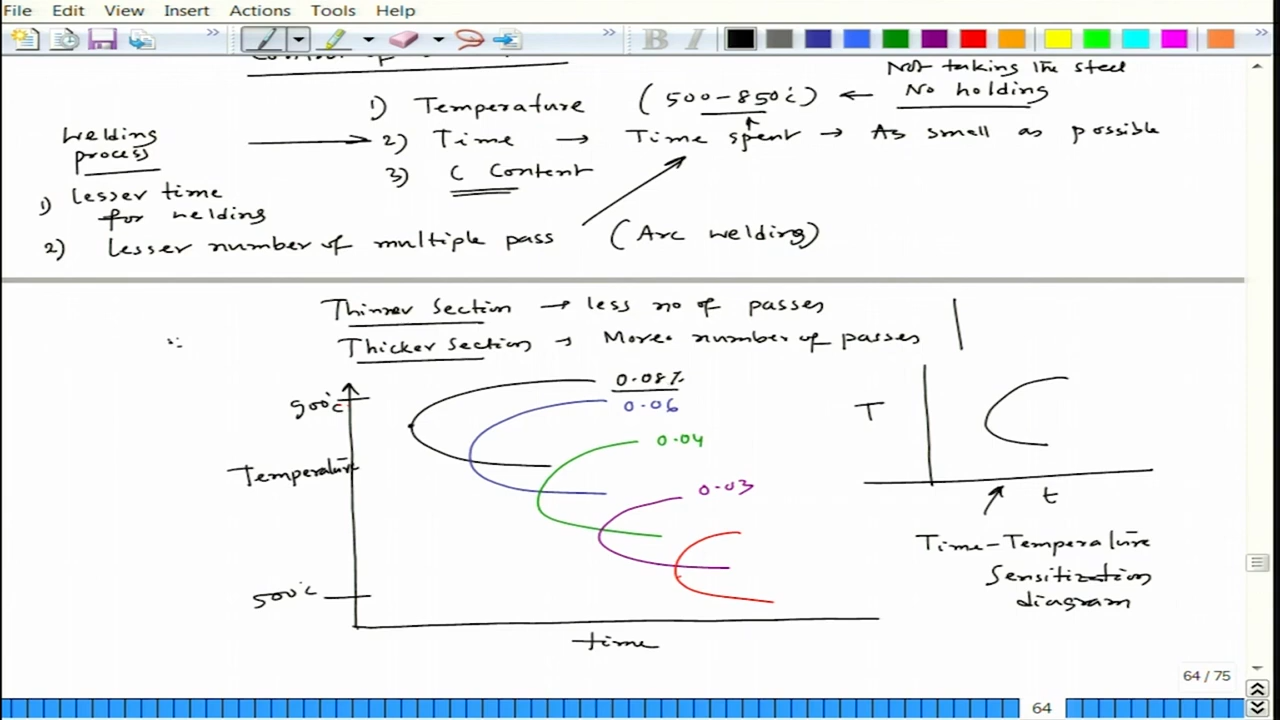 File Edit View Insert Actions Tools Help
Not taking the steel
1) Temperature (500-850°C) ← No holding
welding process
2) Time → Time spent → As small as possible
3) C Content
1) lesser time for welding
2) lesser number of multiple pass (Arc welding)
Thinner Section → less no of passes
Thicker Section → More number of passes
900°C
0.08%
0.06
0.04
0.03
Temperature
500°C
time
T
t
Time-Temperature
Sensitization
diagram
64 / 75
64